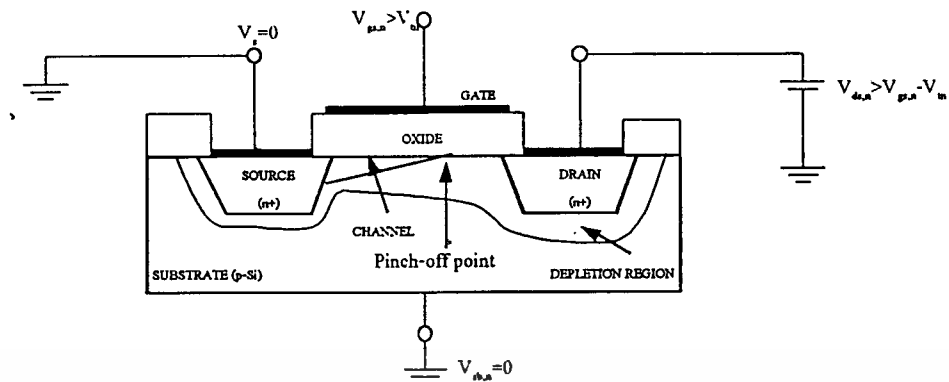 V_s=0
V_gs,n>V_tn
GATE
V_ds,n>V_gs,n-V_tn
OXIDE
SOURCE
(n+)
DRAIN
(n+)
CHANNEL
Pinch-off point
SUBSTRATE (p-Si)
DEPLETION REGION
V_sb,n=0